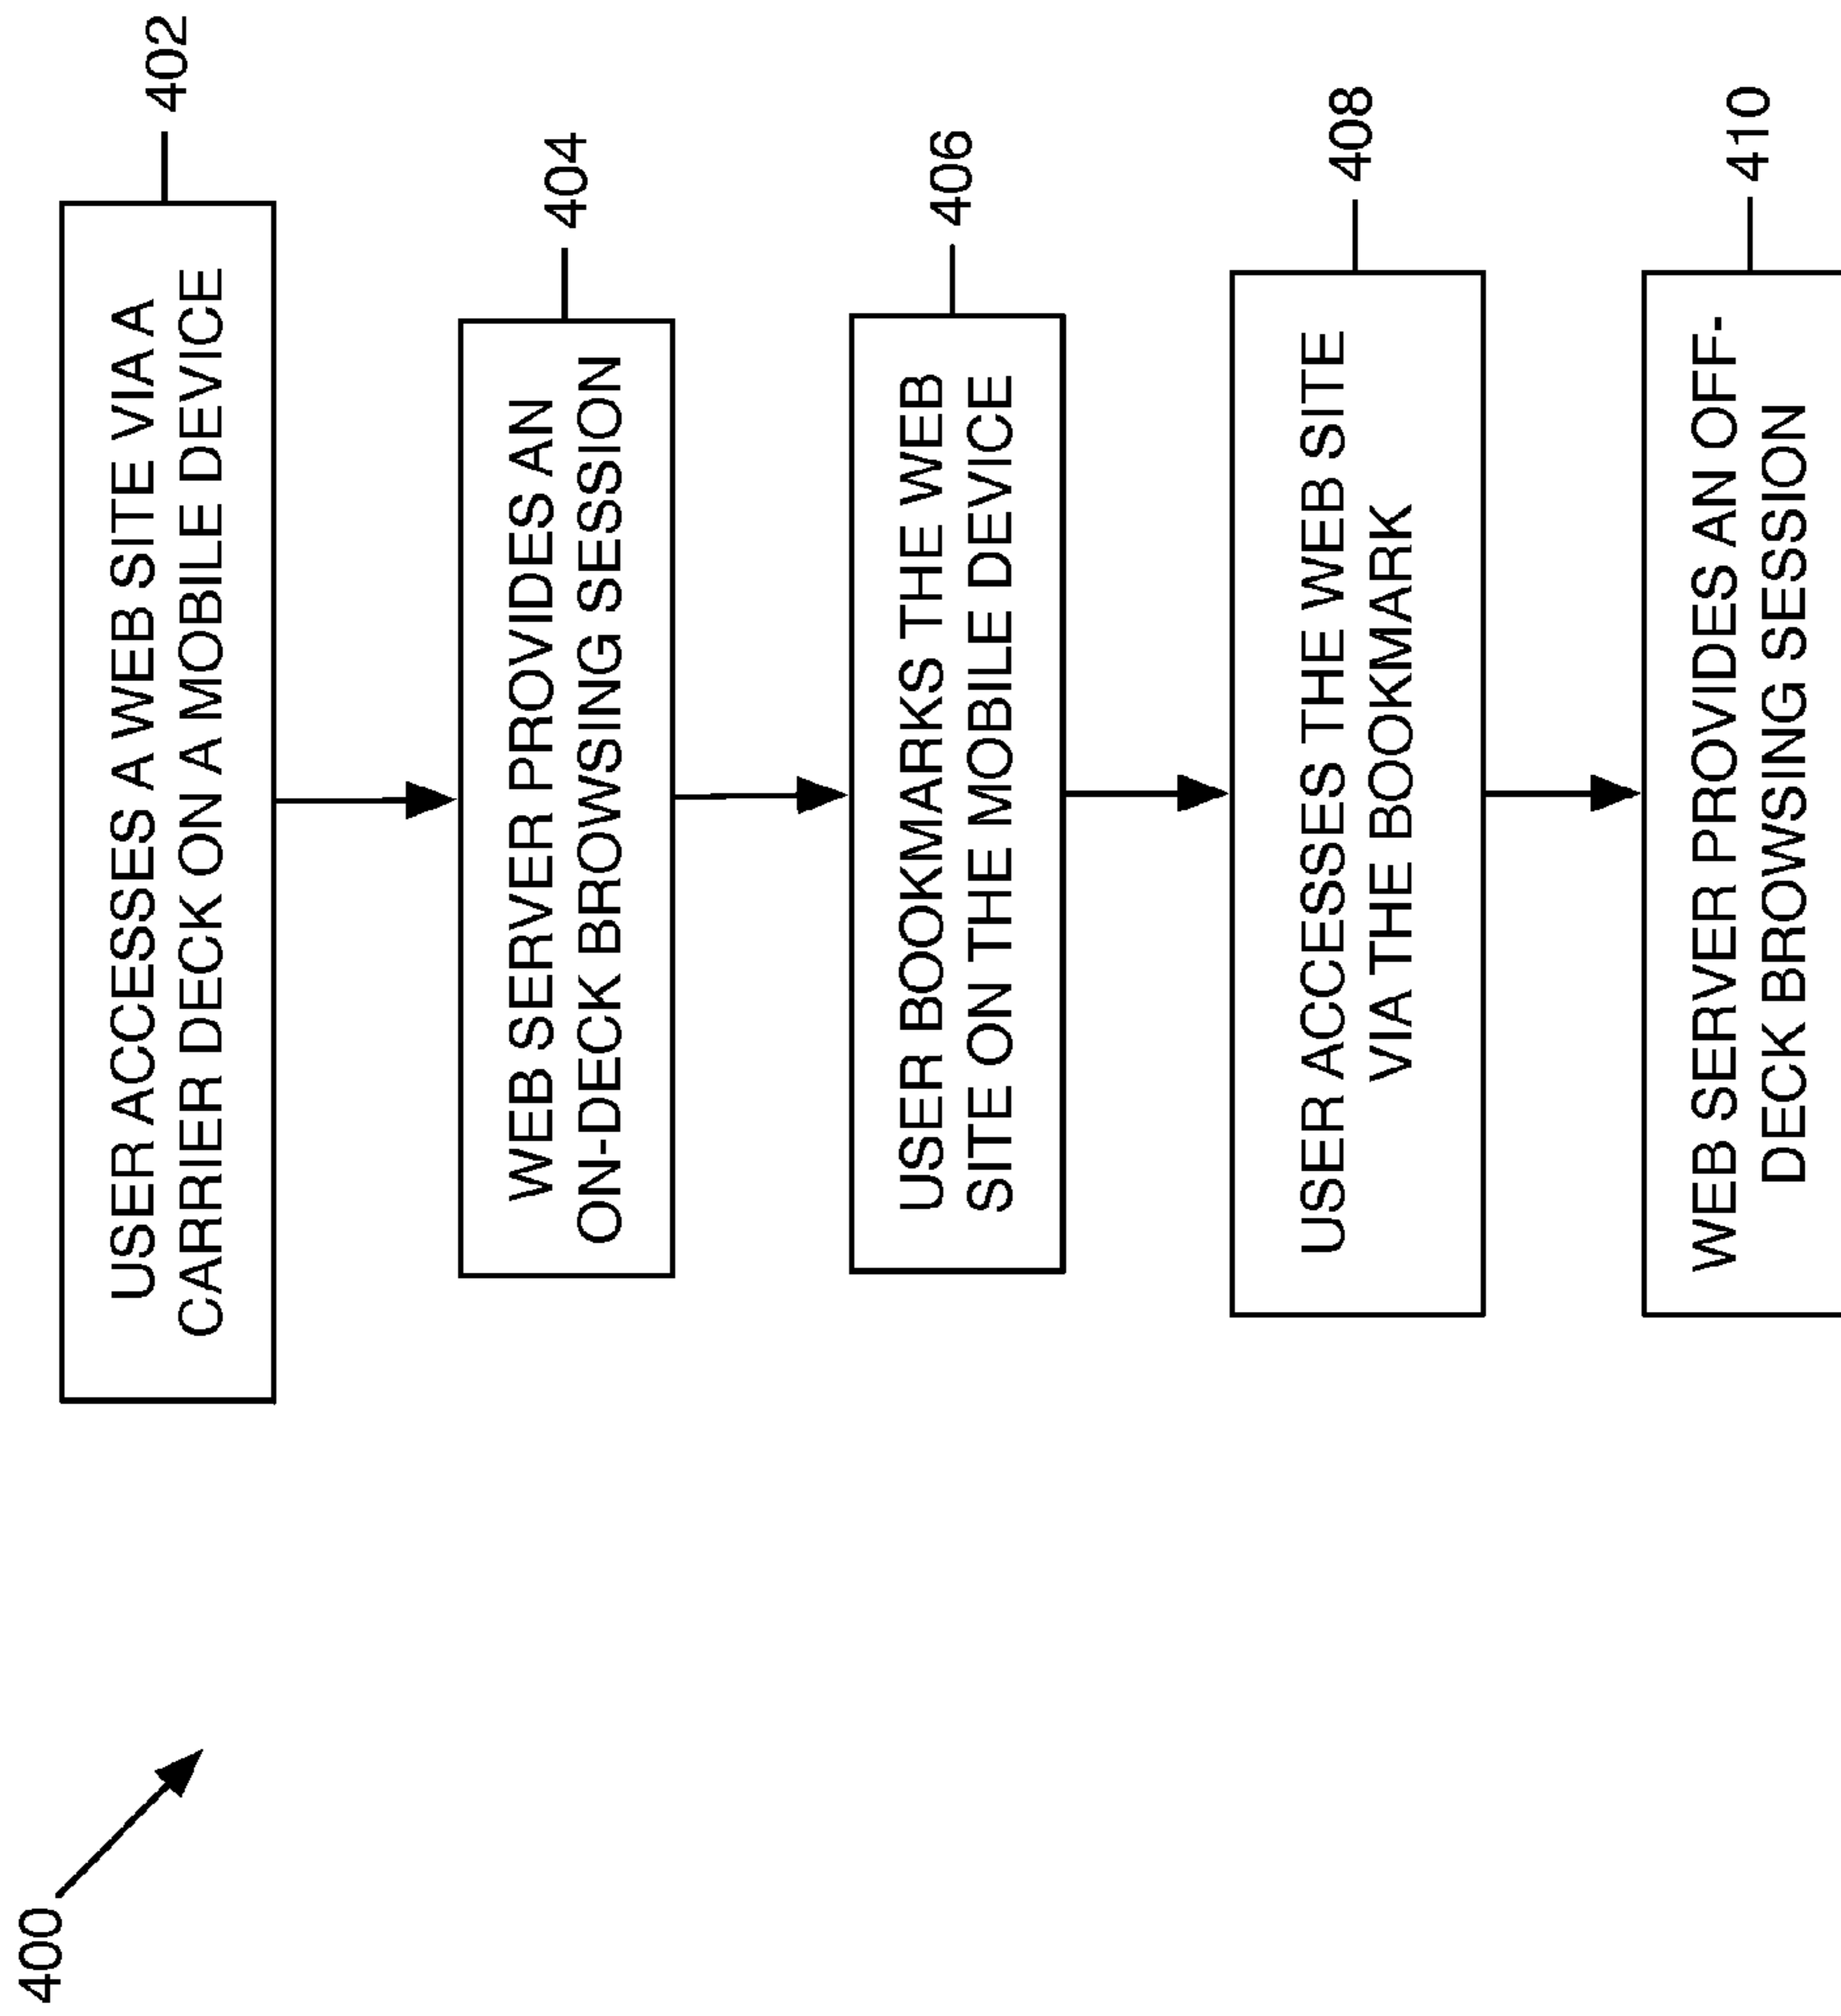 400
USER ACCESSES A WEB SITE VIA A
CARRIER DECK ON A MOBILE DEVICE
402
WEB SERVER PROVIDES AN
ON-DECK BROWSING SESSION
404
USER BOOKMARKS THE WEB
SITE ON THE MOBILE DEVICE
406
USER ACCESSES THE WEB SITE
VIA THE BOOKMARK
408
WEB SERVER PROVIDES AN OFF-
DECK BROWSING SESSION
410